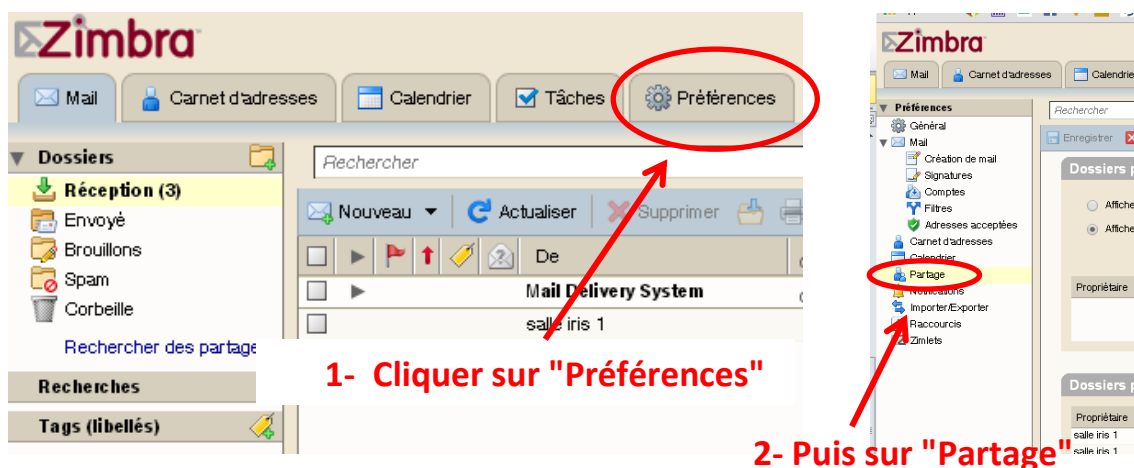 Zimbra
Mail
Carnet d'adresses
Calendrier
Tâches
Préférences
Dossiers
Réception (3)
Envoyé
Brouillons
Spam
Corbeille
Rechercher des partage
Recherches
Tags (libellés)
Rechercher
Nouveau
Actualiser
Supprimer
De
Mail Delivery System
salle iris 1
1- Cliquer sur "Préférences"
Zimbra
Mail
Carnet d'adresses
Calendrie
Préférences
Général
Mail
Création de mail
Signatures
Comptes
Filtres
Adresses acceptées
Carnet d'adresses
Calendrier
Partage
Notifications
Importer/Exporter
Raccourcis
Zimlets
Rechercher
Enregistrer
Dossiers p
Affiche
Affiche
Propriétaire
Dossiers p
Propriétaire
salle iris 1
salle iris 1
2- Puis sur "Partage"